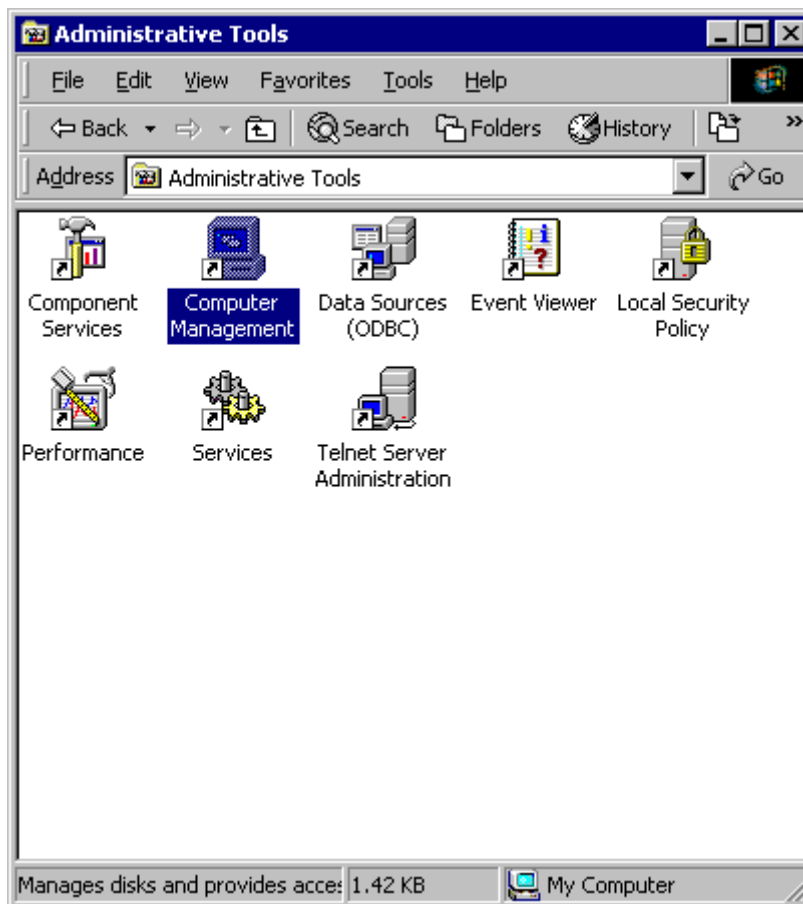 Administrative Tools
File Edit View Favorites Tools Help
Back Search Folders History »
Address Administrative Tools Go
Component Services
Computer Management
Data Sources (ODBC)
Event Viewer
Local Security Policy
Performance
Services
Telnet Server Administration
Manages disks and provides acces 1.42 KB My Computer